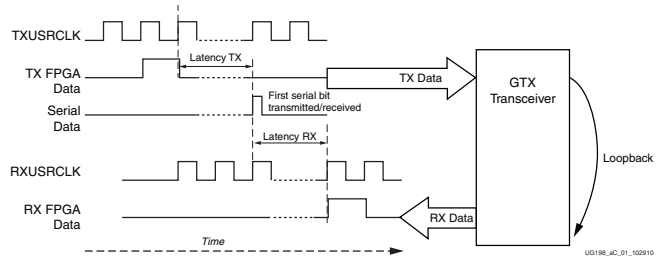 TXUSRCLK
Latency TX
TX FPGA
Data
TX Data
GTX
Transceiver
First serial bit
transmitted/received
Serial
Data
Latency RX
Loopback
RXUSRCLK
RX FPGA
Data
RX Data
Time
UG198_aC_01_102910